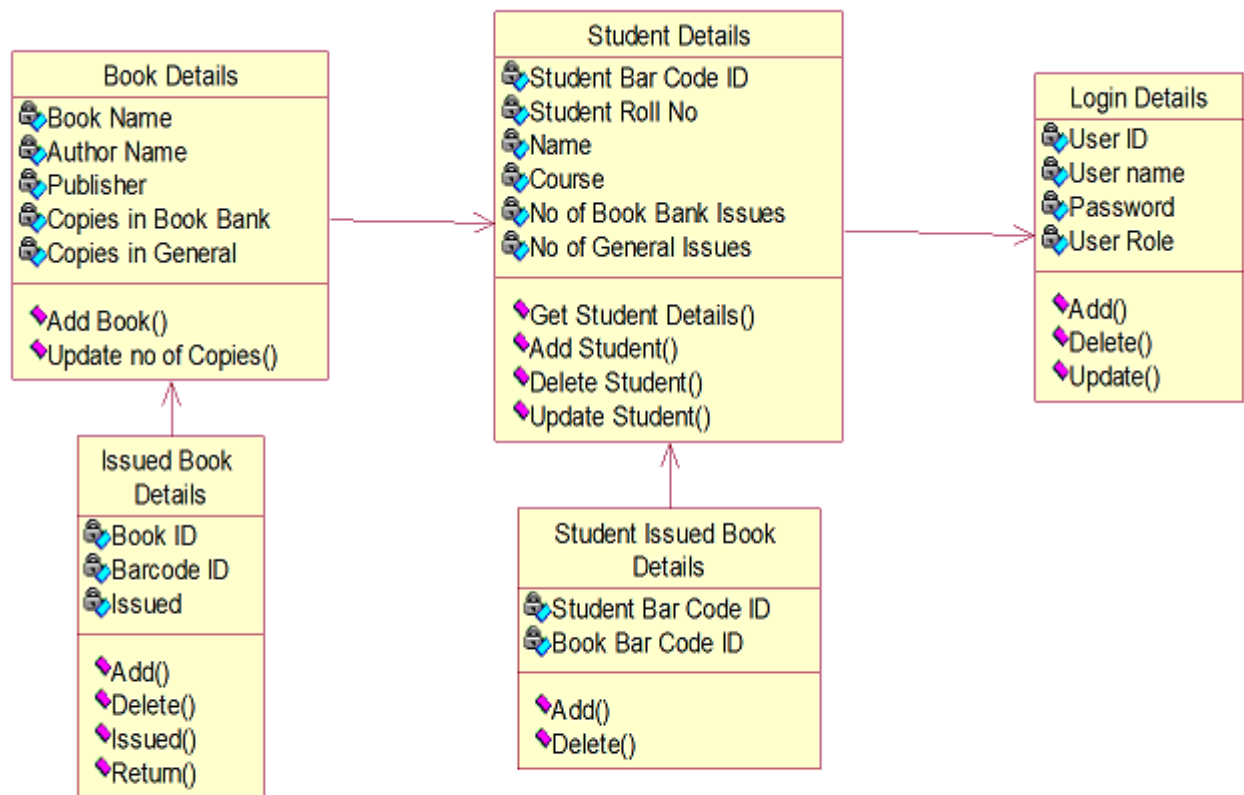 Book Details
Book Name
Author Name
Publisher
Copies in Book Bank
Copies in General
Add Book()
Update no of Copies()
Student Details
Student Bar Code ID
Student Roll No
Name
Course
No of Book Bank Issues
No of General Issues
Get Student Details()
Add Student()
Delete Student()
Update Student()
Login Details
User ID
User name
Password
User Role
Add()
Delete()
Update()
Issued Book
Details
Book ID
Barcode ID
Issued
Add()
Delete()
Issued()
Return()
Student Issued Book
Details
Student Bar Code ID
Book Bar Code ID
Add()
Delete()